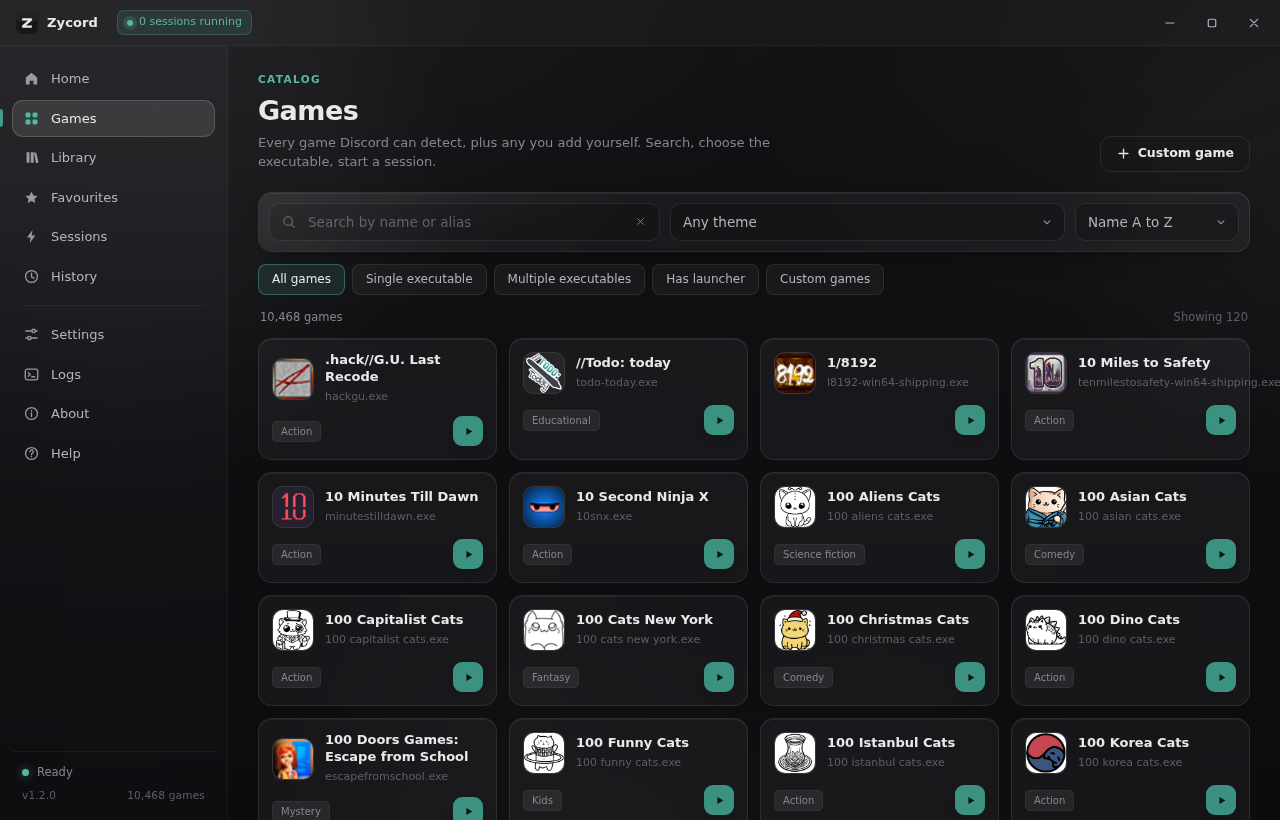 Z Zycord 0 sessions running
Home
Games
Library
Favourites
Sessions
History
Settings
Logs
About
Help
Ready
v1.2.0 10,468 games
CATALOG
Games
Every game Discord can detect, plus any you add yourself. Search, choose the
executable, start a session.
Custom game
Search by name or alias
Any theme
Name A to Z
All games Single executable Multiple executables Has launcher Custom games
10,468 games Showing 120
.hack//G.U. Last
Recode
hackgu.exe
Action
TODO:
//Todo: today
todo-today.exe
Educational
8192
1/8192
l8192-win64-shipping.exe
10
10 Miles to Safety
tenmilestosafety-win64-shipping.exe
Action
10
10 Minutes Till Dawn
minutestilldawn.exe
Action
10 Second Ninja X
10snx.exe
Action
100 Aliens Cats
100 aliens cats.exe
Science fiction
100 Asian Cats
100 asian cats.exe
Comedy
100 Capitalist Cats
100 capitalist cats.exe
Action
100 Cats New York
100 cats new york.exe
Fantasy
100 Christmas Cats
100 christmas cats.exe
Comedy
100 Dino Cats
100 dino cats.exe
Action
100 Doors Games:
Escape from School
escapefromschool.exe
Mystery
100 Funny Cats
100 funny cats.exe
Kids
100 Istanbul Cats
100 istanbul cats.exe
Action
100 Korea Cats
100 korea cats.exe
Action